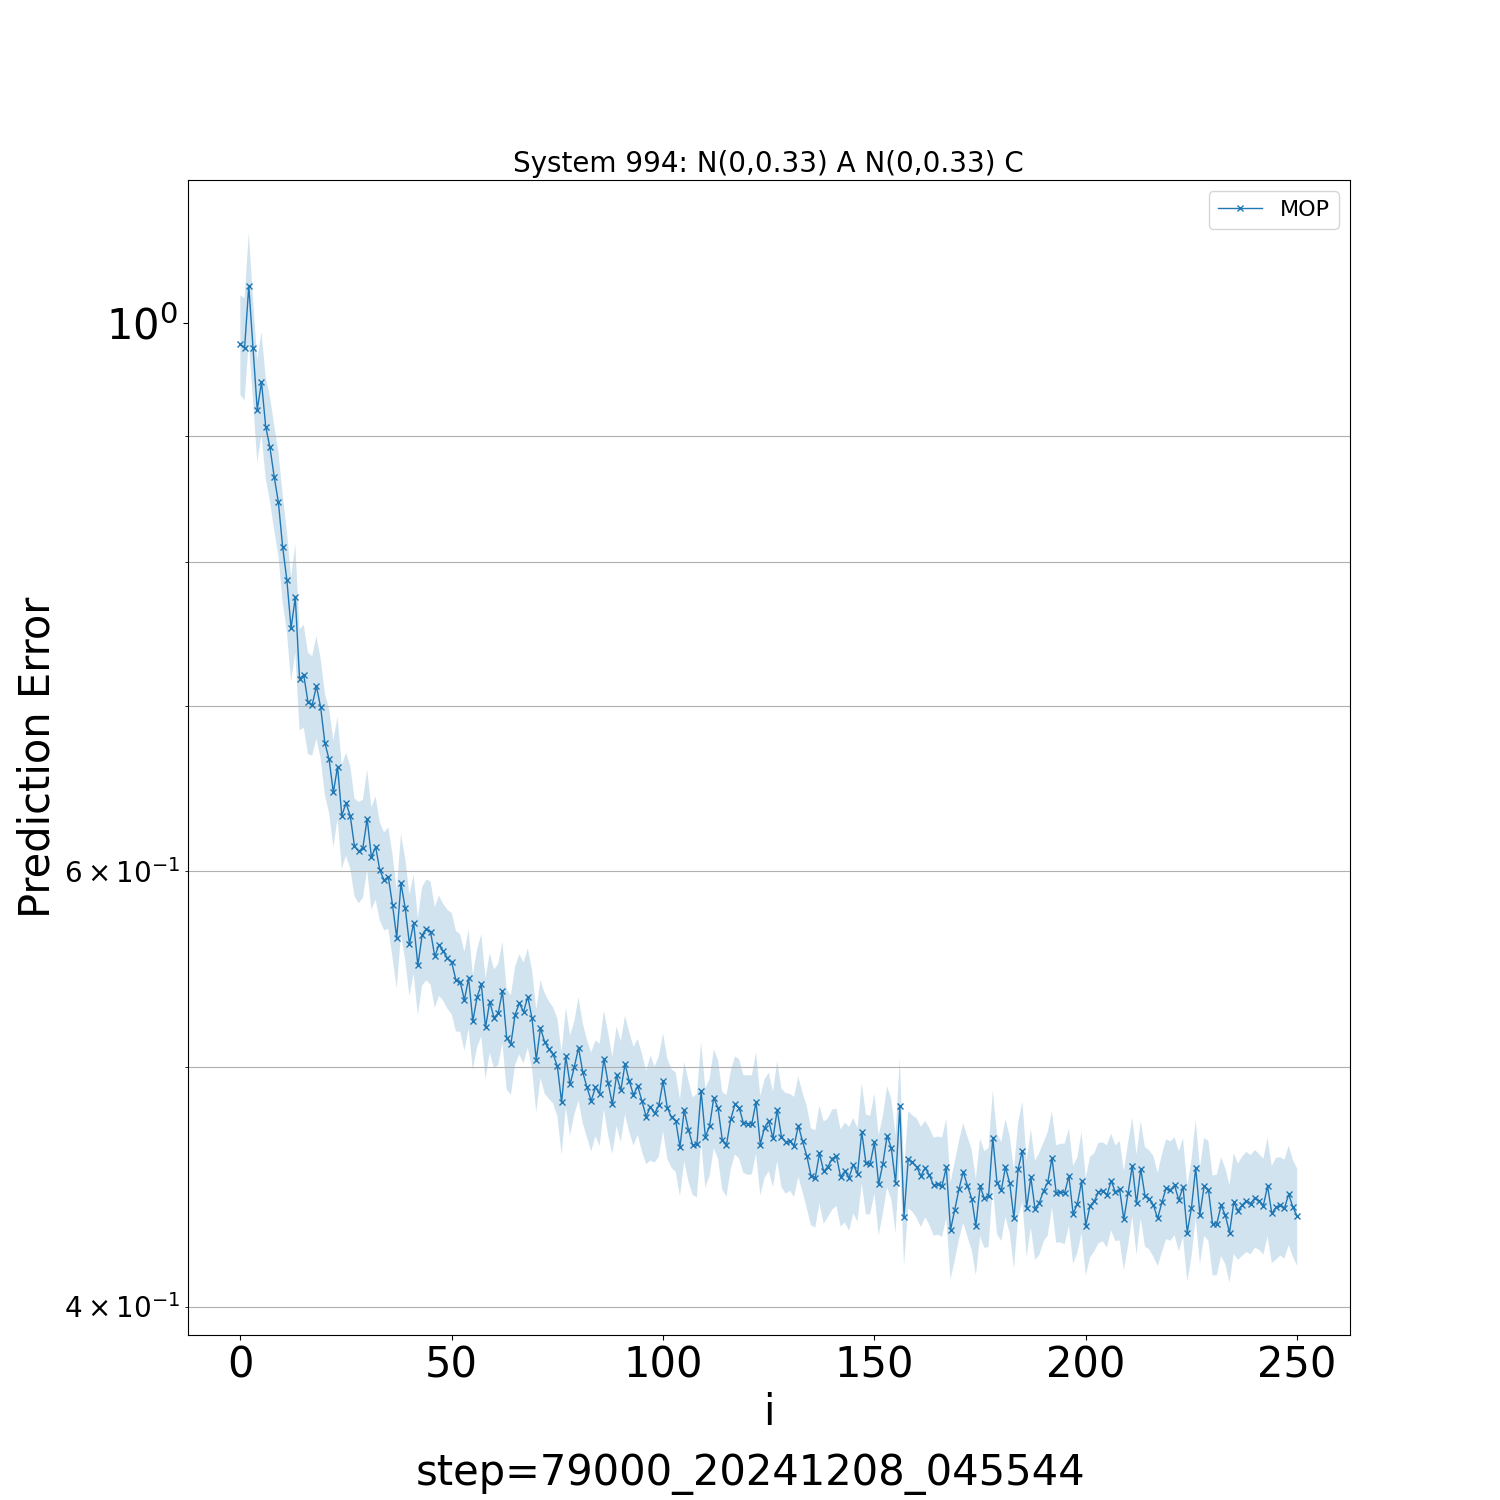 System 994: N(0,0.33) A N(0,0.33) C
MOP
10⁰
6 × 10⁻¹
4 × 10⁻¹
Prediction Error
0 50 100 150 200 250
i
step=79000_20241208_045544